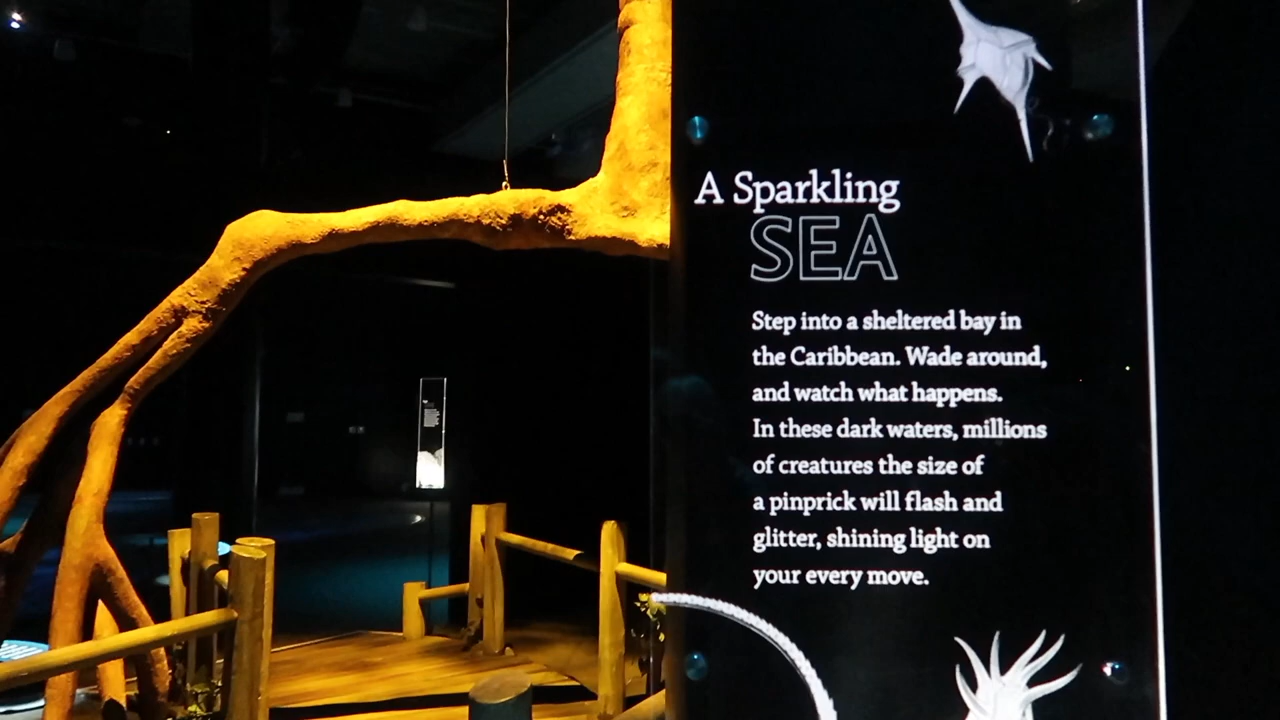 A Sparkling
SEA
Step into a sheltered bay in
the Caribbean. Wade around,
and watch what happens.
In these dark waters, millions
of creatures the size of
a pinprick will flash and
glitter, shining light on
your every move.